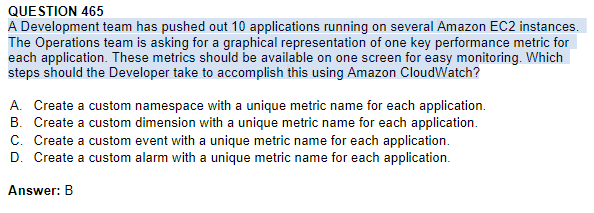 QUESTION 465
A Development team has pushed out 10 applications running on several Amazon EC2 instances.
The Operations team is asking for a graphical representation of one key performance metric for
each application. These metrics should be available on one screen for easy monitoring. Which
steps should the Developer take to accomplish this using Amazon CloudWatch?
A. Create a custom namespace with a unique metric name for each application.
B. Create a custom dimension with a unique metric name for each application.
C. Create a custom event with a unique metric name for each application.
D. Create a custom alarm with a unique metric name for each application.
Answer: B